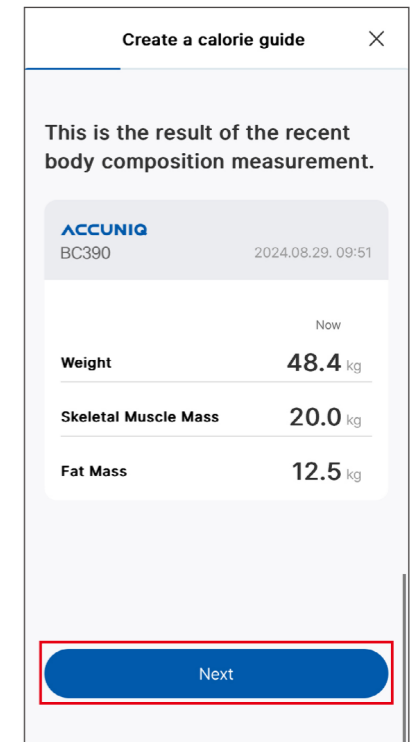 Create a calorie guide
This is the result of the recent
body composition measurement.
ACCUNIQ
BC390 2024.08.29. 09:51
Now
Weight 48.4 kg
Skeletal Muscle Mass 20.0 kg
Fat Mass 12.5 kg
Next